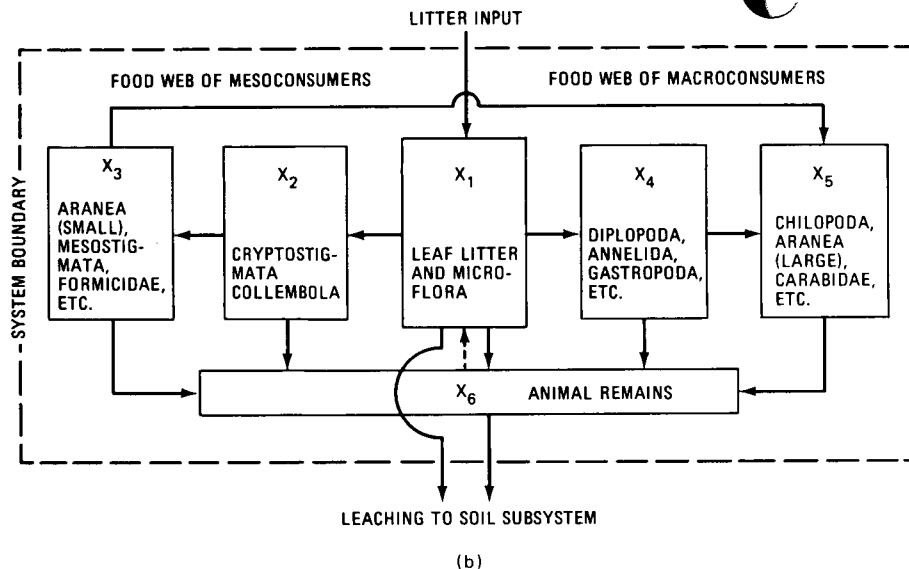 LITTER INPUT
FOOD WEB OF MESOCONSUMERS
FOOD WEB OF MACROCONSUMERS
SYSTEM BOUNDARY
X3
ARANEA
(SMALL),
MESOSTIG-
MATA,
FORMICIDAE,
ETC.
X2
CRYPTOSTIG-
MATA
COLLEMBOLA
X1
LEAF LITTER
AND MICRO-
FLORA
X4
DIPLOPODA,
ANNELIDA,
GASTROPODA,
ETC.
X5
CHILOPODA,
ARANEA
(LARGE),
CARABIDAE,
ETC.
X6
ANIMAL REMAINS
LEACHING TO SOIL SUBSYSTEM
(b)